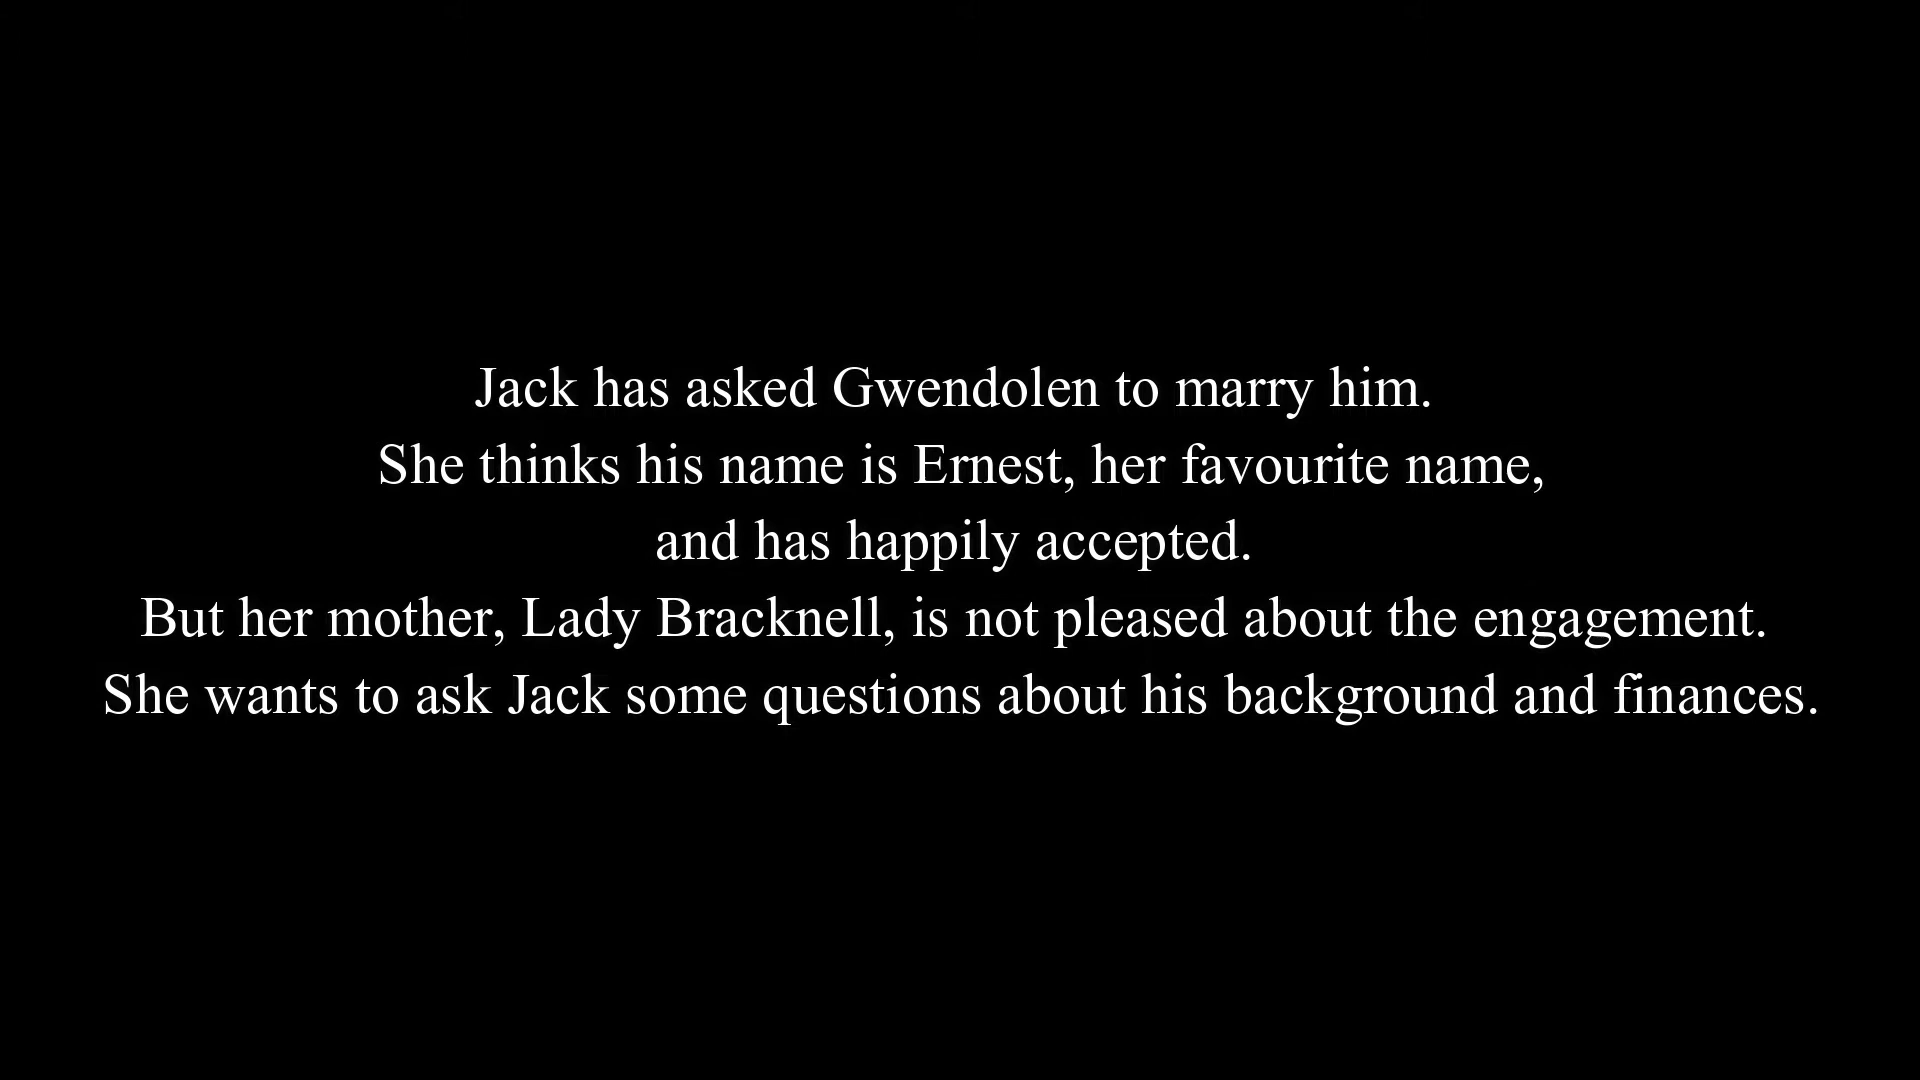 Jack has asked Gwendolen to marry him.
She thinks his name is Ernest, her favourite name,
and has happily accepted.
But her mother, Lady Bracknell, is not pleased about the engagement.
She wants to ask Jack some questions about his background and finances.